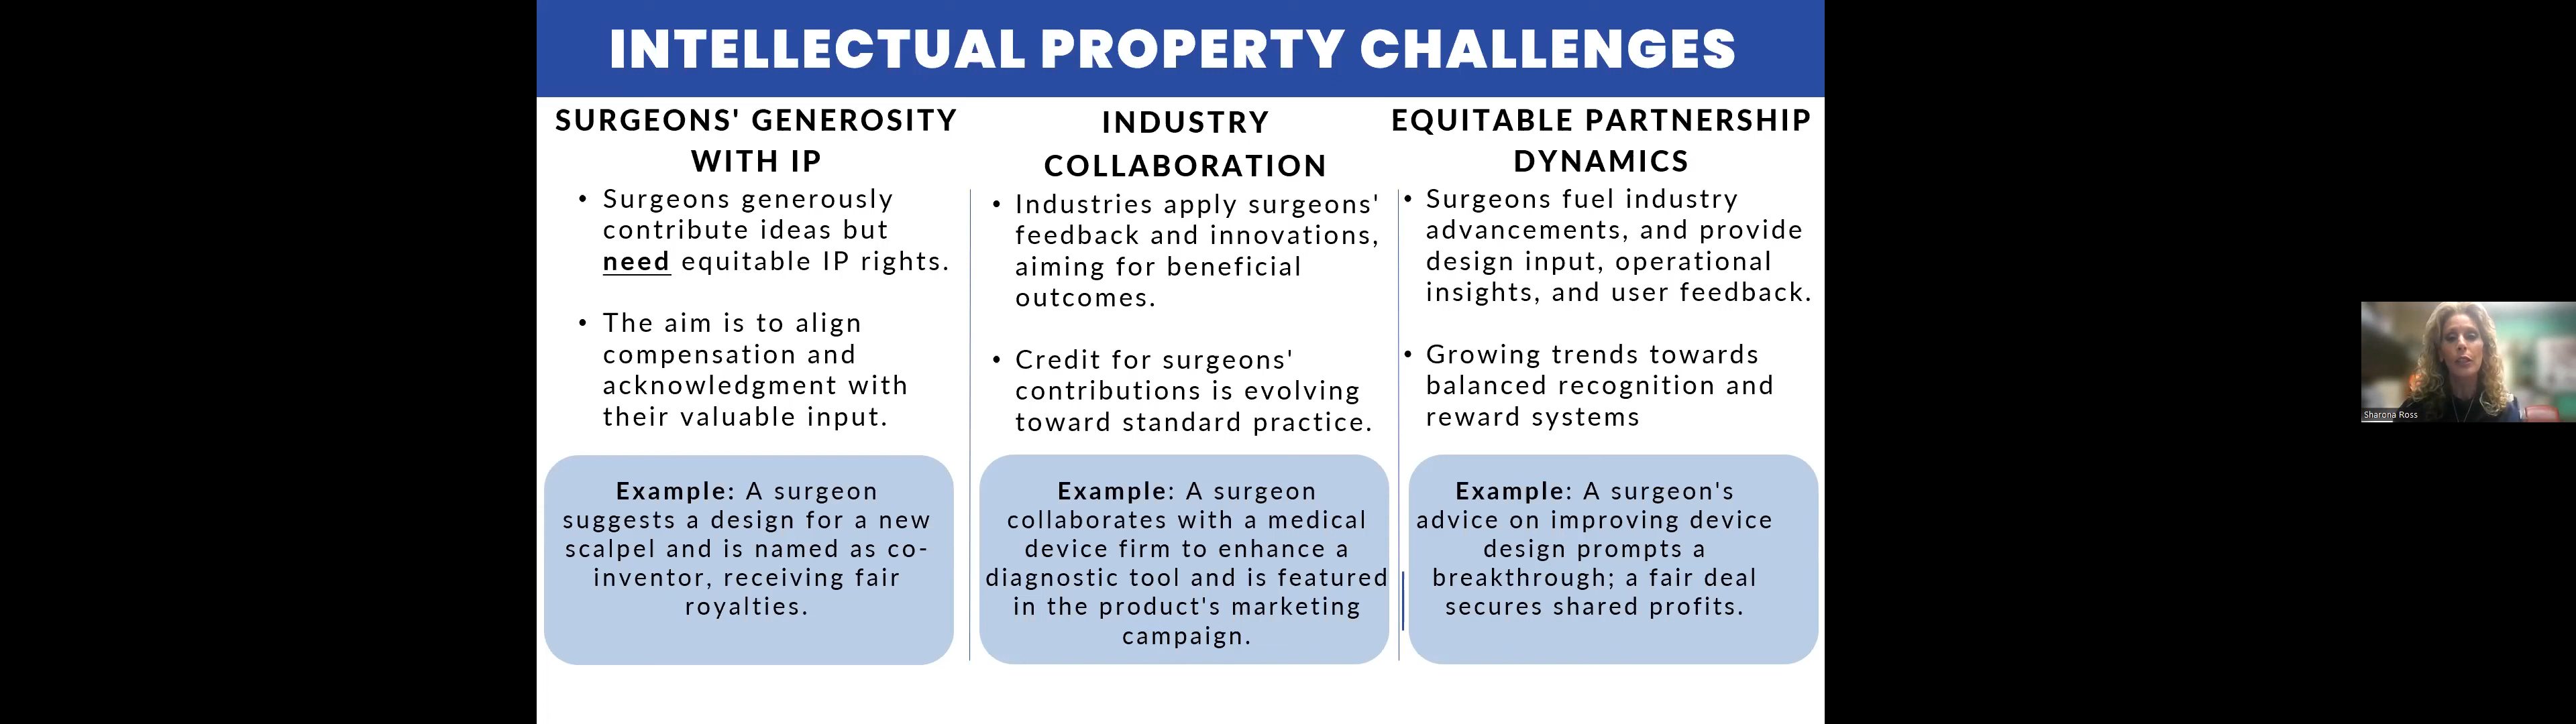 INTELLECTUAL PROPERTY CHALLENGES
SURGEONS' GENEROSITY
WITH IP
• Surgeons generously
contribute ideas but
need equitable IP rights.
• The aim is to align
compensation and
acknowledgment with
their valuable input.
Example: A surgeon
suggests a design for a new
scalpel and is named as co-
inventor, receiving fair
royalties.
INDUSTRY
COLLABORATION
• Industries apply surgeons'
feedback and innovations,
aiming for beneficial
outcomes.
• Credit for surgeons'
contributions is evolving
toward standard practice.
Example: A surgeon
collaborates with a medical
device firm to enhance a
diagnostic tool and is featured
in the product's marketing
campaign.
EQUITABLE PARTNERSHIP
DYNAMICS
• Surgeons fuel industry
advancements, and provide
design input, operational
insights, and user feedback.
• Growing trends towards
balanced recognition and
reward systems
Example: A surgeon's
advice on improving device
design prompts a
breakthrough; a fair deal
secures shared profits.
Sharona Ross